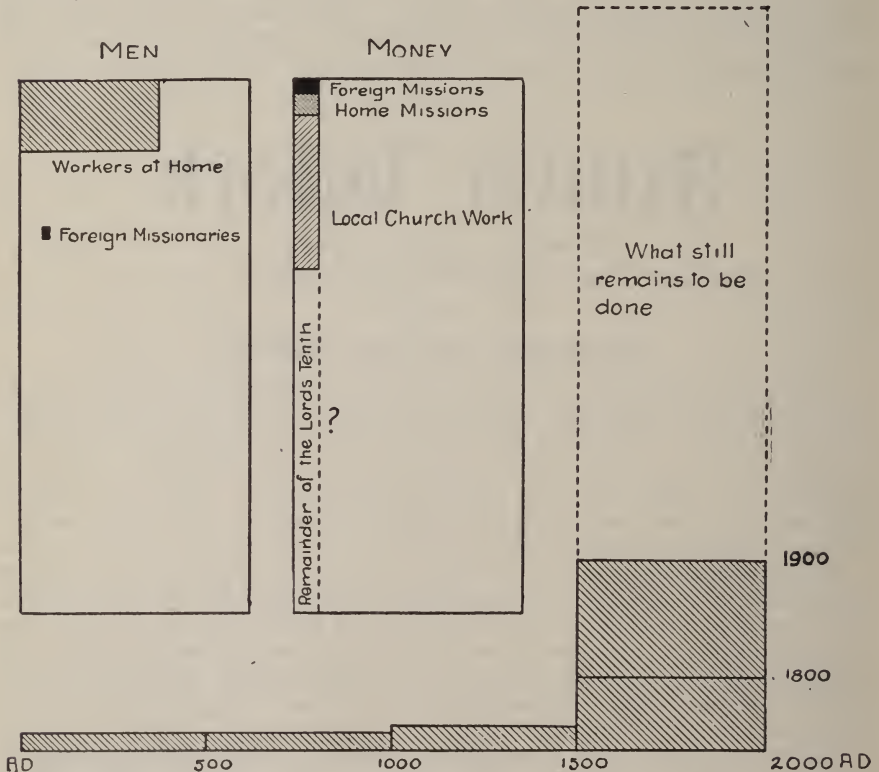 MEN
MONEY
Foreign Missions
Home Missions
Workers at Home
Foreign Missionaries
Local Church Work
What still
remains to be
done
Remainder of the Lords Tenth
?
1900
1800
AD 500 1000 1500 2000 AD